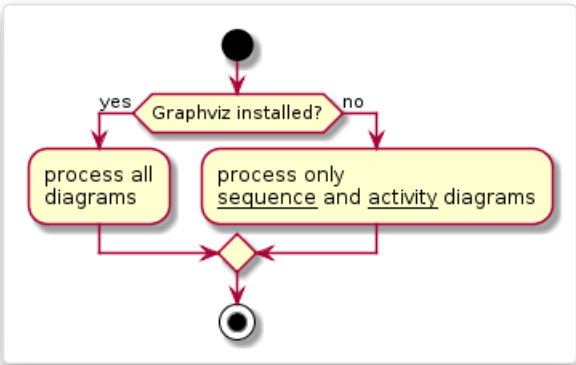 yes
Graphviz installed?
no
process all
diagrams
process only
sequence and activity diagrams